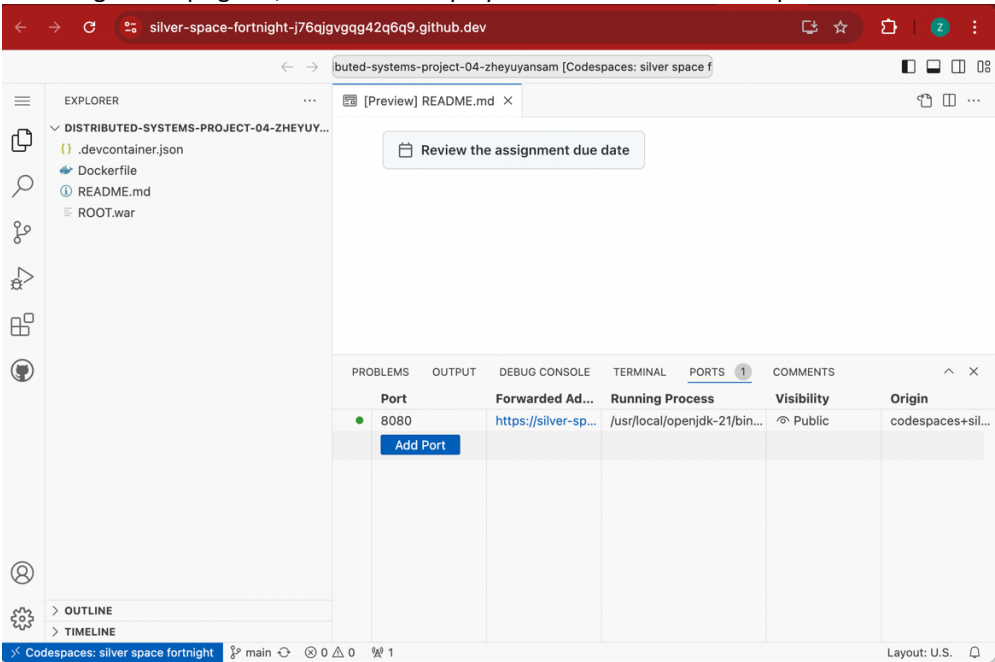 silver-space-fortnight-j76qjgvgqg42q6q9.github.dev
Z
ibuted-systems-project-04-zheyuyansam [Codespaces: silver space f
EXPLORER
[Preview] README.md
DISTRIBUTED-SYSTEMS-PROJECT-04-ZHEYUY...
.devcontainer.json
Dockerfile
README.md
ROOT.war
Review the assignment due date
PROBLEMS OUTPUT DEBUG CONSOLE TERMINAL PORTS 1 COMMENTS
Port Forwarded Ad... Running Process Visibility Origin
8080 https://silver-sp... /usr/local/openjdk-21/bin... Public codespaces+sil...
Add Port
OUTLINE
TIMELINE
Codespaces: silver space fortnight main 0 0 1 Layout: U.S.